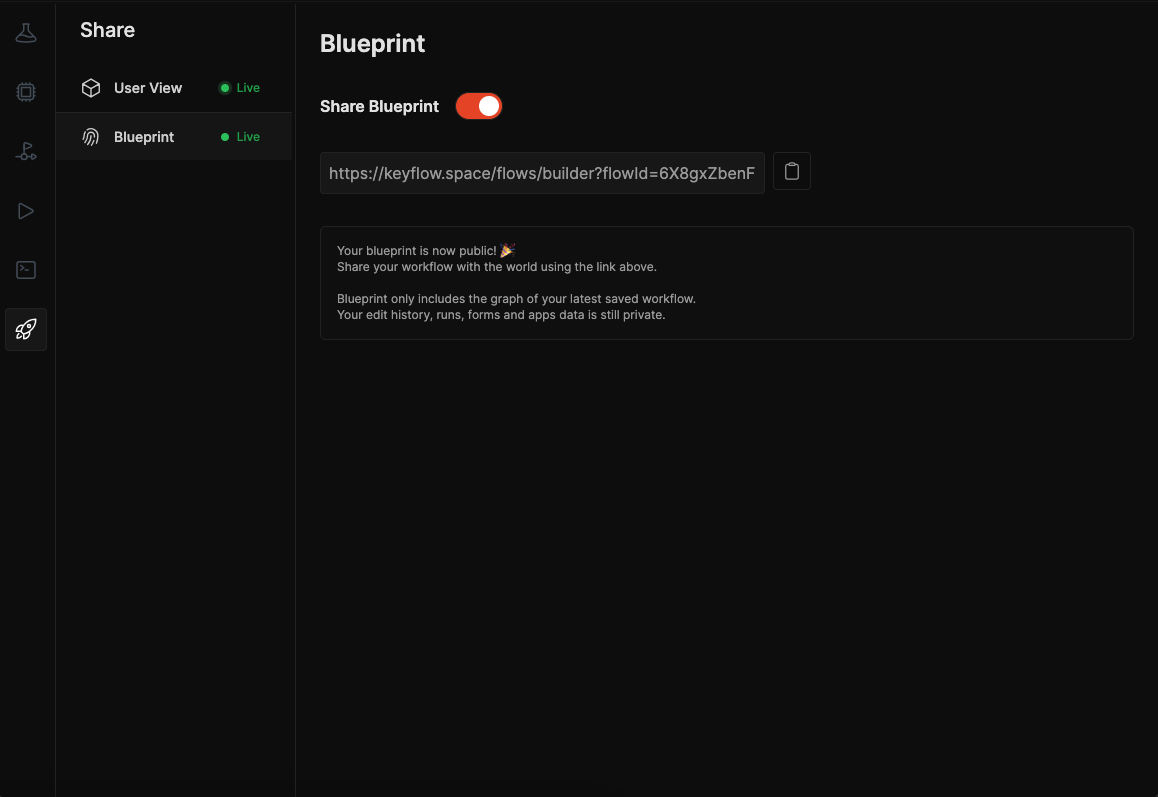 Share
User View
Live
Blueprint
Live
Blueprint
Share Blueprint
https://keyflow.space/flows/builder?flowId=6X8gxZbenF
Your blueprint is now public! 🎉
Share your workflow with the world using the link above.
Blueprint only includes the graph of your latest saved workflow.
Your edit history, runs, forms and apps data is still private.